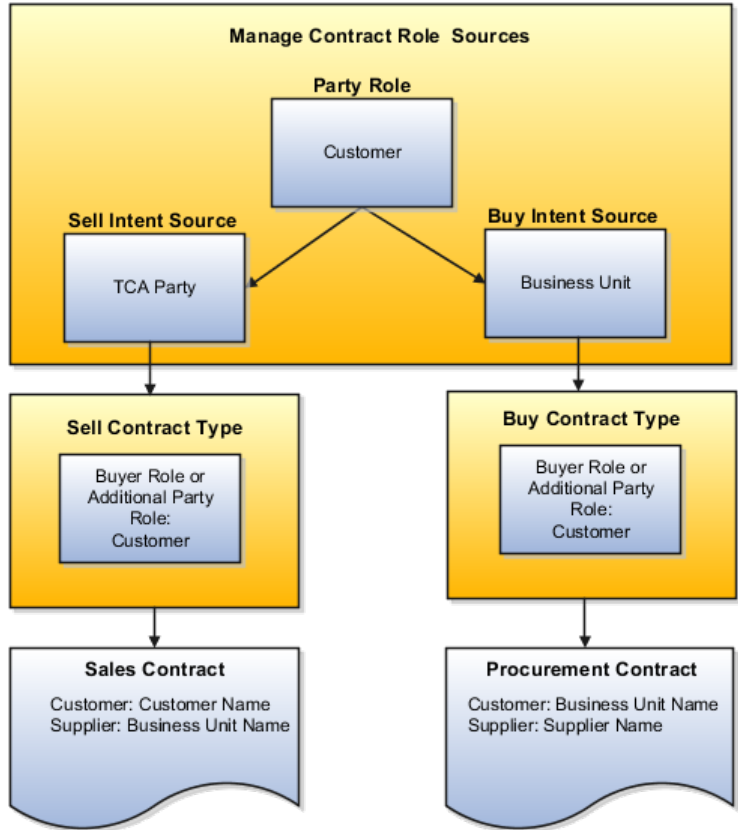 Manage Contract Role Sources
Party Role
Customer
Sell Intent Source
Buy Intent Source
TCA Party
Business Unit
Sell Contract Type
Buyer Role or
Additional Party
Role:
Customer
Buy Contract Type
Buyer Role or
Additional Party
Role:
Customer
Sales Contract
Customer: Customer Name
Supplier: Business Unit Name
Procurement Contract
Customer: Business Unit Name
Supplier: Supplier Name